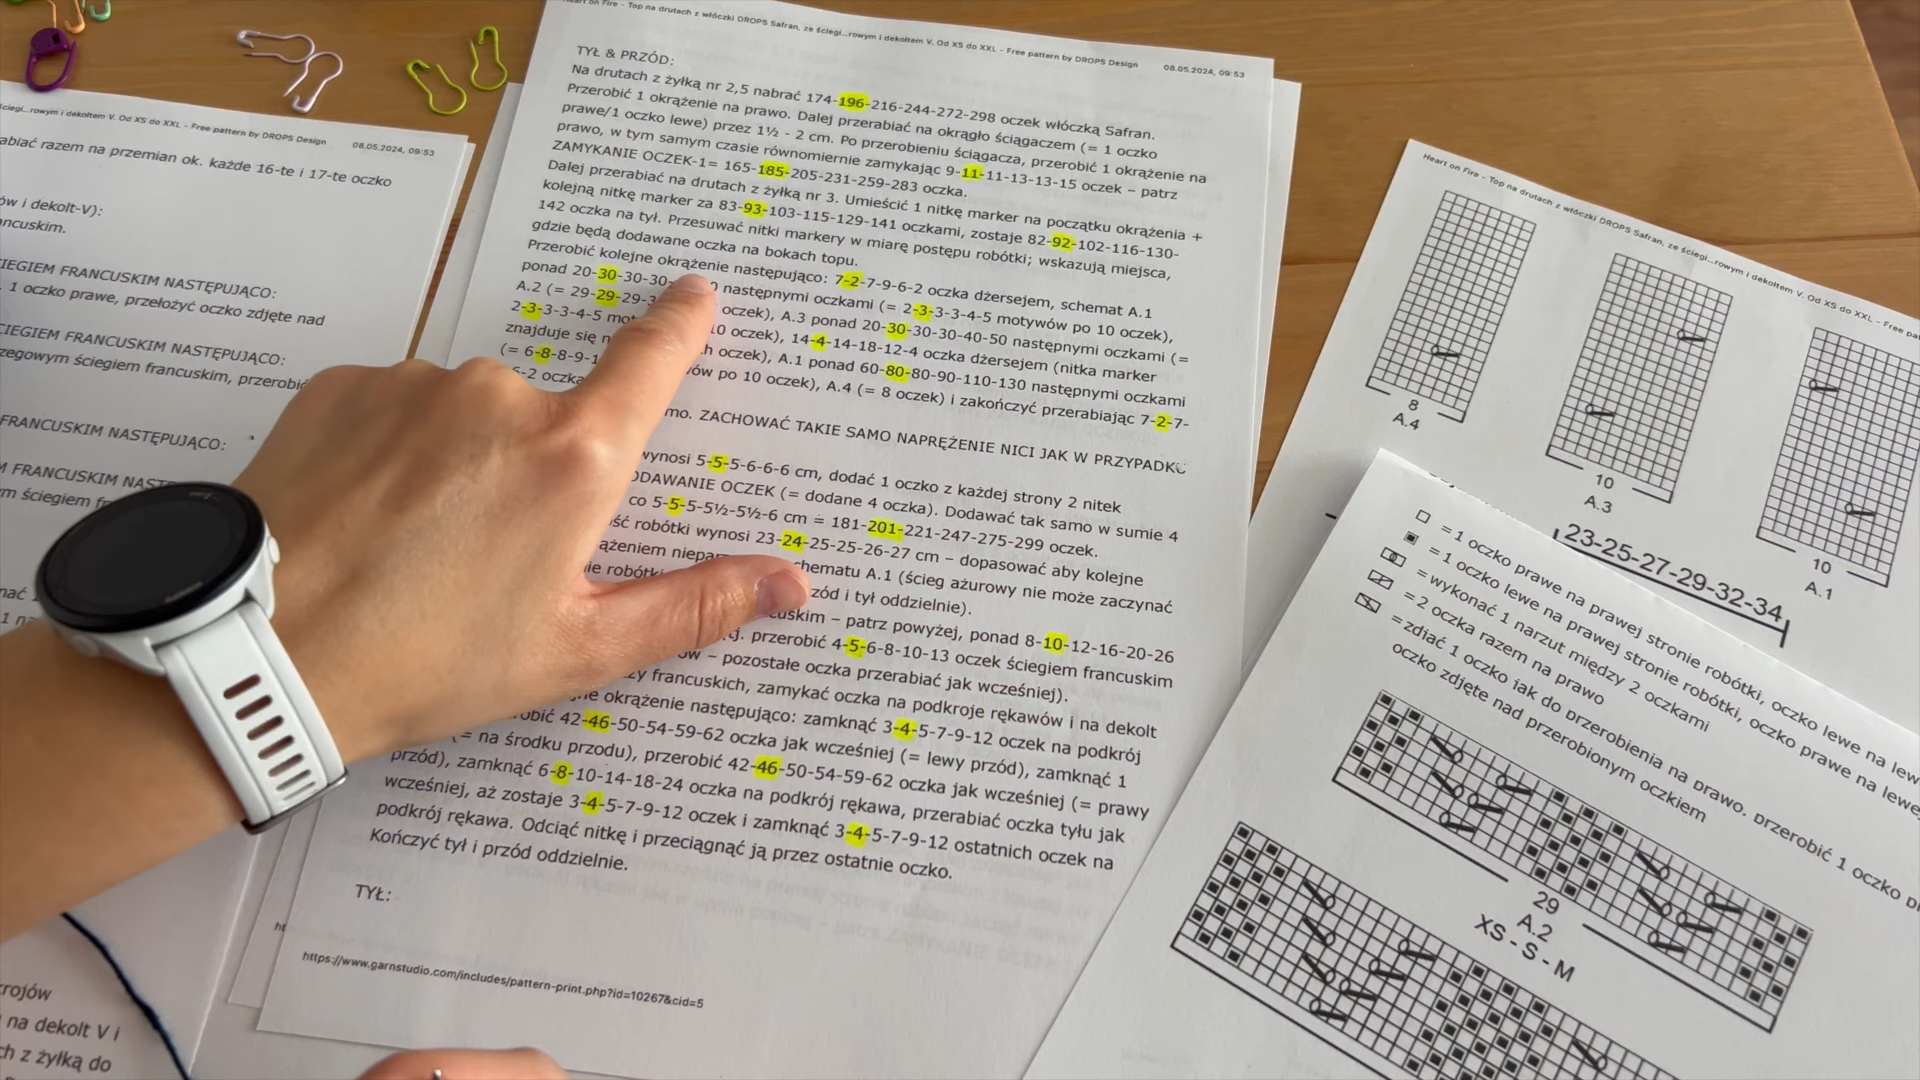 ściegi...rowym i dekoltem V. Od XS do XXL - Free pattern by DROPS Design 08.05.2024, 09:53
abiać razem na przemian ok. każde 16-te i 17-te oczko
ów i dekolt-V):
ancuskim.
IEGIEM FRANCUSKIM NASTĘPUJĄCO:
1 oczko prawe, przełożyć oczko zdjęte nad
CIEGIEM FRANCUSKIM NASTĘPUJĄCO:
zegowym ściegiem francuskim, przerobić
FRANCUSKIM NASTĘPUJĄCO:
M FRANCUSKIM
ym ściegiem
rojów
na dekolt V i
ch z żyłką do
Heart on Fire - Top na drutach z włóczki DROPS Safran, ze ściegi...rowym i dekoltem V. Od XS do XXL - Free pattern by DROPS Design 08.05.2024, 09:53
TYŁ & PRZÓD:
Na drutach z żyłką nr 2,5 nabrać 174-196-216-244-272-298 oczek włóczką Safran.
Przerobić 1 okrążenie na prawo. Dalej przerabiać na okrągło ściągaczem (= 1 oczko
prawe/1 oczko lewe) przez 1½ - 2 cm. Po przerobieniu ściągacza, przerobić 1 okrążenie na
prawo, w tym samym czasie równomiernie zamykając 9-11-11-13-13-15 oczek – patrz
ZAMYKANIE OCZEK-1= 165-185-205-231-259-283 oczka.
Dalej przerabiać na drutach z żyłką nr 3. Umieścić 1 nitkę marker na początku okrążenia +
kolejną nitkę marker za 83-93-103-115-129-141 oczkami, zostaje 82-92-102-116-130-
142 oczka na tył. Przesuwać nitki markery w miarę postępu robótki; wskazują miejsca,
gdzie będą dodawane oczka na bokach topu.
Przerobić kolejne okrążenie następująco: 7-2-7-9-6-2 oczka dżersejem, schemat A.1
ponad 20-30-30-30- 0 następnymi oczkami (= 2-3-3-3-4-5 motywów po 10 oczek),
A.2 (= 29-29-29-3 oczek), A.3 ponad 20-30-30-30-40-50 następnymi oczkami (=
2-3-3-3-4-5 mot 10 oczek), 14-4-14-18-12-4 oczka dżersejem (nitka marker
znajduje się n h oczek), A.1 ponad 60-80-80-90-110-130 następnymi oczkami
(= 6-8-8-9-1 ów po 10 oczek), A.4 (= 8 oczek) i zakończyć przerabiając 7-2-7-
6-2 oczka
mo. ZACHOWAĆ TAKIE SAMO NAPRĘŻENIE NICI JAK W PRZYPADKU
wynosi 5-5-5-6-6-6 cm, dodać 1 oczko z każdej strony 2 nitek
ODAWANIE OCZEK (= dodane 4 oczka). Dodawać tak samo w sumie 4
co 5-5-5-5½-5½-6 cm = 181-201-221-247-275-299 oczek.
ść robótki wynosi 23-24-25-25-26-27 cm – dopasować aby kolejne
ążeniem niepar chematu A.1 (ścieg ażurowy nie może zaczynać
ie robótki zód i tył oddzielnie).
uskim – patrz powyżej, ponad 8-10-12-16-20-26
j. przerobić 4-5-6-8-10-13 oczek ściegiem francuskim
ów – pozostałe oczka przerabiać jak wcześniej).
zy francuskich, zamykać oczka na podkroje rękawów i na dekolt
ne okrążenie następująco: zamknąć 3-4-5-7-9-12 oczek na podkrój
obić 42-46-50-54-59-62 oczka jak wcześniej (= lewy przód), zamknąć 1
(= na środku przodu), przerobić 42-46-50-54-59-62 oczka jak wcześniej (= prawy
przód), zamknąć 6-8-10-14-18-24 oczka na podkrój rękawa, przerabiać oczka tyłu jak
wcześniej, aż zostaje 3-4-5-7-9-12 oczek i zamknąć 3-4-5-7-9-12 ostatnich oczek na
podkrój rękawa. Odciąć nitkę i przeciągnąć ją przez ostatnie oczko.
Kończyć tył i przód oddzielnie.
TYŁ:
https://www.garnstudio.com/includes/pattern-print.php?id=10267&cid=5
Heart on Fire - Top na drutach z włóczki DROPS Safran, ze ściegi...rowym i dekoltem V. Od XS do XXL - Free pa
8
A.4
10
A.3
10
A.1
23-25-27-29-32-34
= 1 oczko prawe na prawej stronie robótki, oczko lewe na lew
= 1 oczko lewe na prawej stronie robótki, oczko prawe na lewe
= wykonać 1 narzut między 2 oczkami
= 2 oczka razem na prawo
= zdjąć 1 oczko jak do przerobienia na prawo. przerobić 1 oczko
oczko zdjęte nad przerobionym oczkiem
29
A.2
XS - S - M